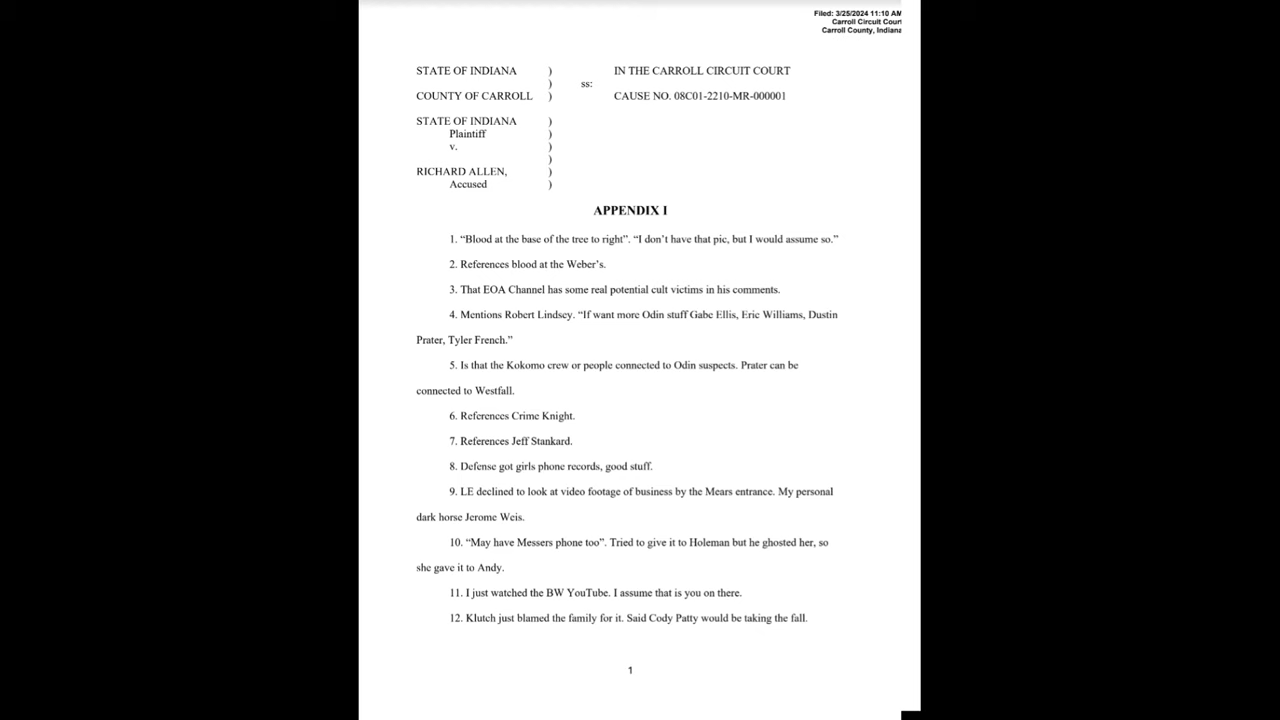 Filed: 3/25/2024 11:10 AM
Carroll Circuit Court
Carroll County, Indiana
STATE OF INDIANA ) IN THE CARROLL CIRCUIT COURT
) ss:
COUNTY OF CARROLL ) CAUSE NO. 08C01-2210-MR-000001
STATE OF INDIANA )
Plaintiff )
v. )
)
RICHARD ALLEN, )
Accused )
APPENDIX I
1. “Blood at the base of the tree to right”. “I don’t have that pic, but I would assume so.”
2. References blood at the Weber’s.
3. That EOA Channel has some real potential cult victims in his comments.
4. Mentions Robert Lindsey. “If want more Odin stuff Gabe Ellis, Eric Williams, Dustin
Prater, Tyler French.”
5. Is that the Kokomo crew or people connected to Odin suspects. Prater can be
connected to Westfall.
6. References Crime Knight.
7. References Jeff Stankard.
8. Defense got girls phone records, good stuff.
9. LE declined to look at video footage of business by the Mears entrance. My personal
dark horse Jerome Weis.
10. “May have Messers phone too”. Tried to give it to Holeman but he ghosted her, so
she gave it to Andy.
11. I just watched the BW YouTube. I assume that is you on there.
12. Klutch just blamed the family for it. Said Cody Patty would be taking the fall.
1